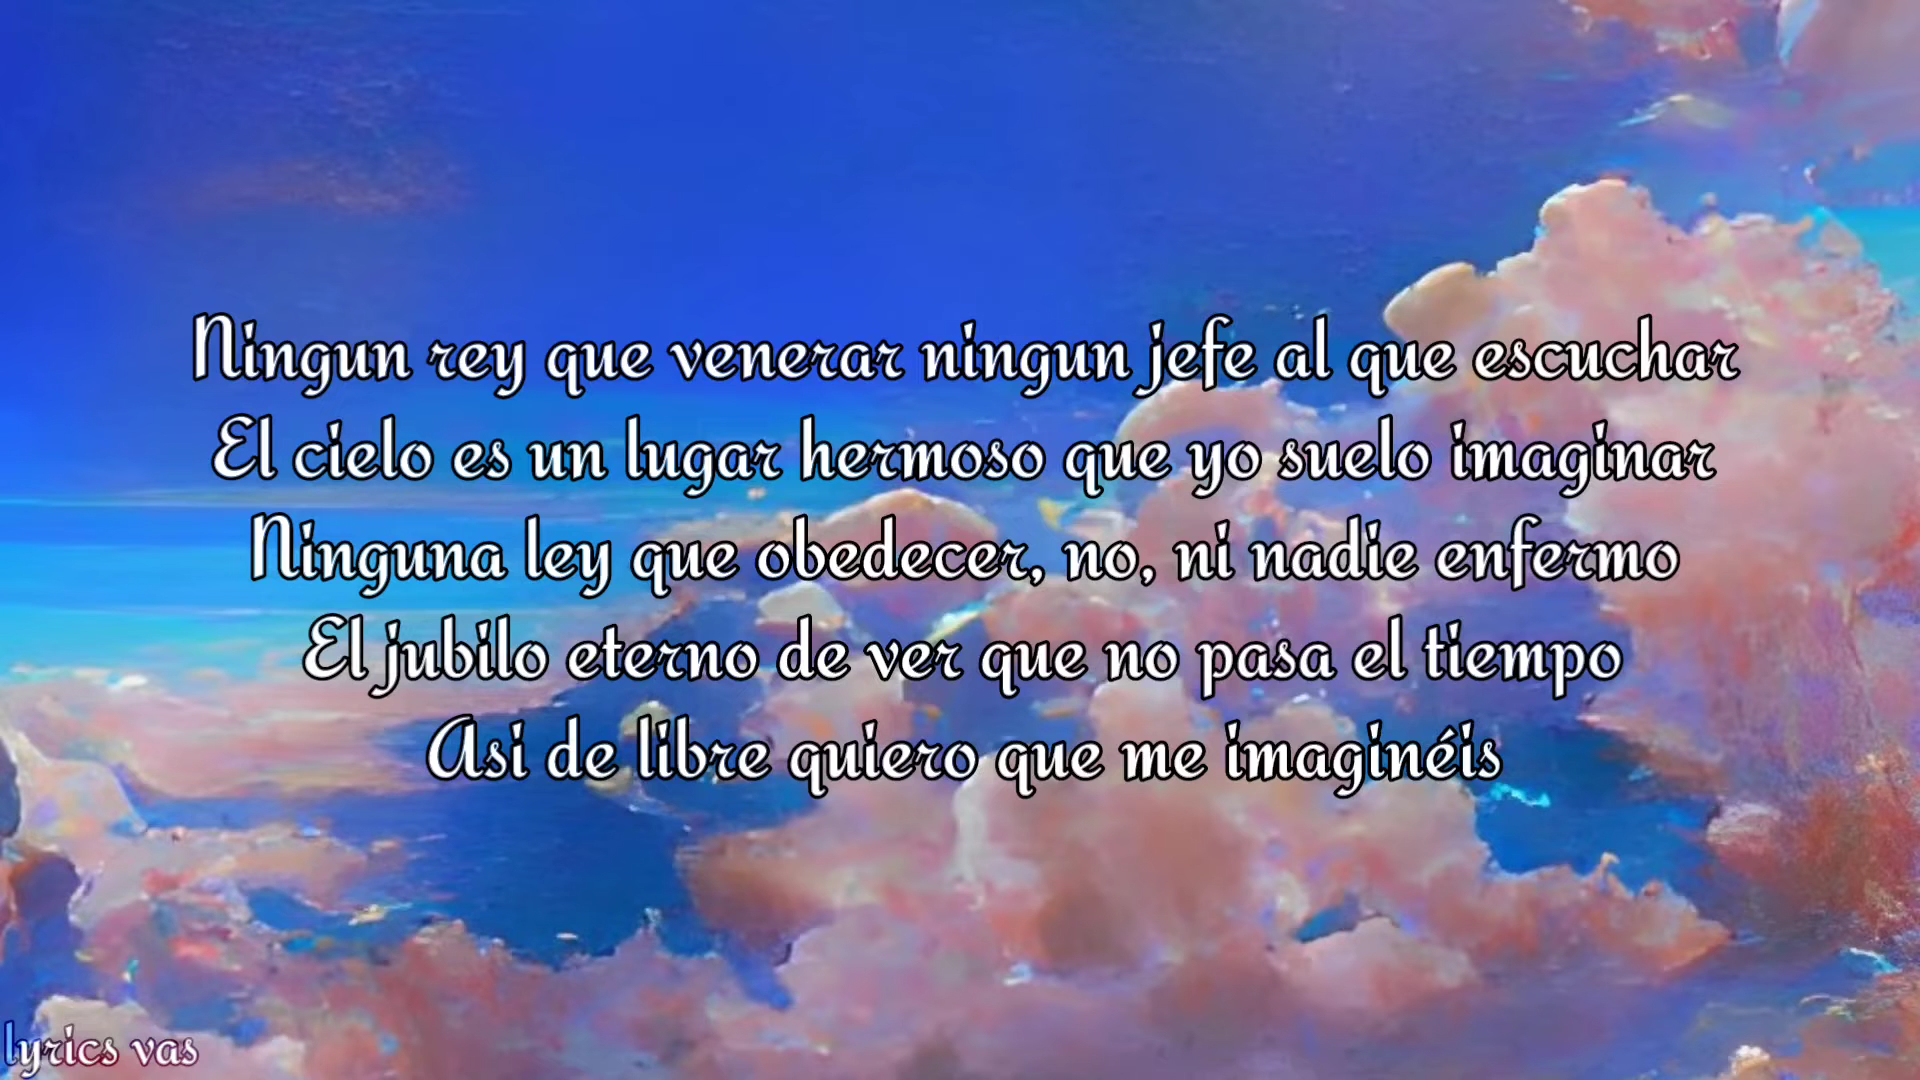 Ningun rey que venerar ningun jefe al que escuchar
El cielo es un lugar hermoso que yo suelo imaginar
Ninguna ley que obedecer, no, ni nadie enfermo
El jubilo eterno de ver que no pasa el tiempo
Asi de libre quiero que me imaginéis
lyrics vas